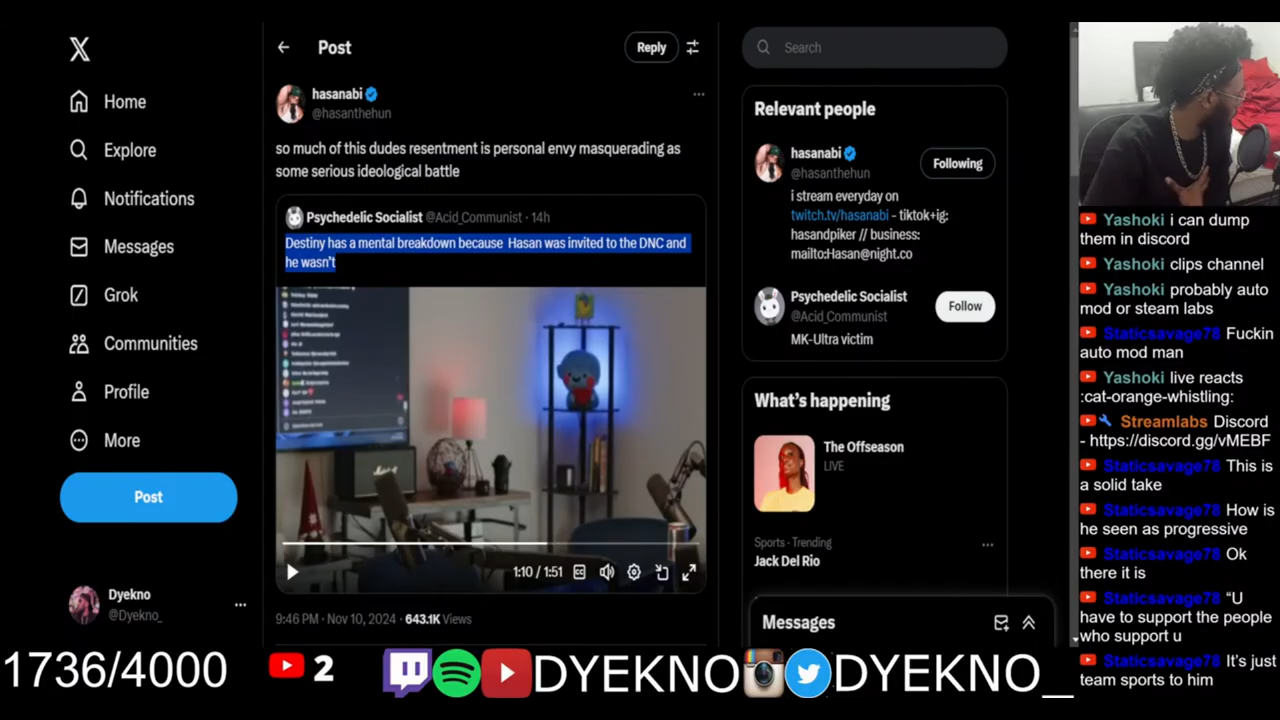 Home
Explore
Notifications
Messages
Grok
Communities
Profile
More
Post
Dyekno
@Dyekno_
Post
Reply
hasanabi
@hasanthehun
so much of this dudes resentment is personal envy masquerading as
some serious ideological battle
Psychedelic Socialist @Acid_Communist · 14h
Destiny has a mental breakdown because Hasan was invited to the DNC and
he wasn't
1:10 / 1:51
9:46 PM · Nov 10, 2024 · 643.1K Views
Search
Relevant people
hasanabi
@hasanthehun
Following
i stream everyday on
twitch.tv/hasanabi - tiktok+ig:
hasandpiker // business:
mailto:Hasan@night.co
Psychedelic Socialist
@Acid_Communist
Follow
MK-Ultra victim
What's happening
The Offseason
LIVE
Sports · Trending
Jack Del Rio
Messages
Yashoki i can dump
them in discord
Yashoki clips channel
Yashoki probably auto
mod or steam labs
Staticsavage78 Fuckin
auto mod man
Yashoki live reacts
:cat-orange-whistling:
Streamlabs Discord
- https://discord.gg/vMEBF
Staticsavage78 This is
a solid take
Staticsavage78 How is
he seen as progressive
Staticsavage78 Ok
there it is
Staticsavage78 “U
have to support the people
who support u
Staticsavage78 It's just
team sports to him
1736/4000
2
DYEKNO
DYEKNO_